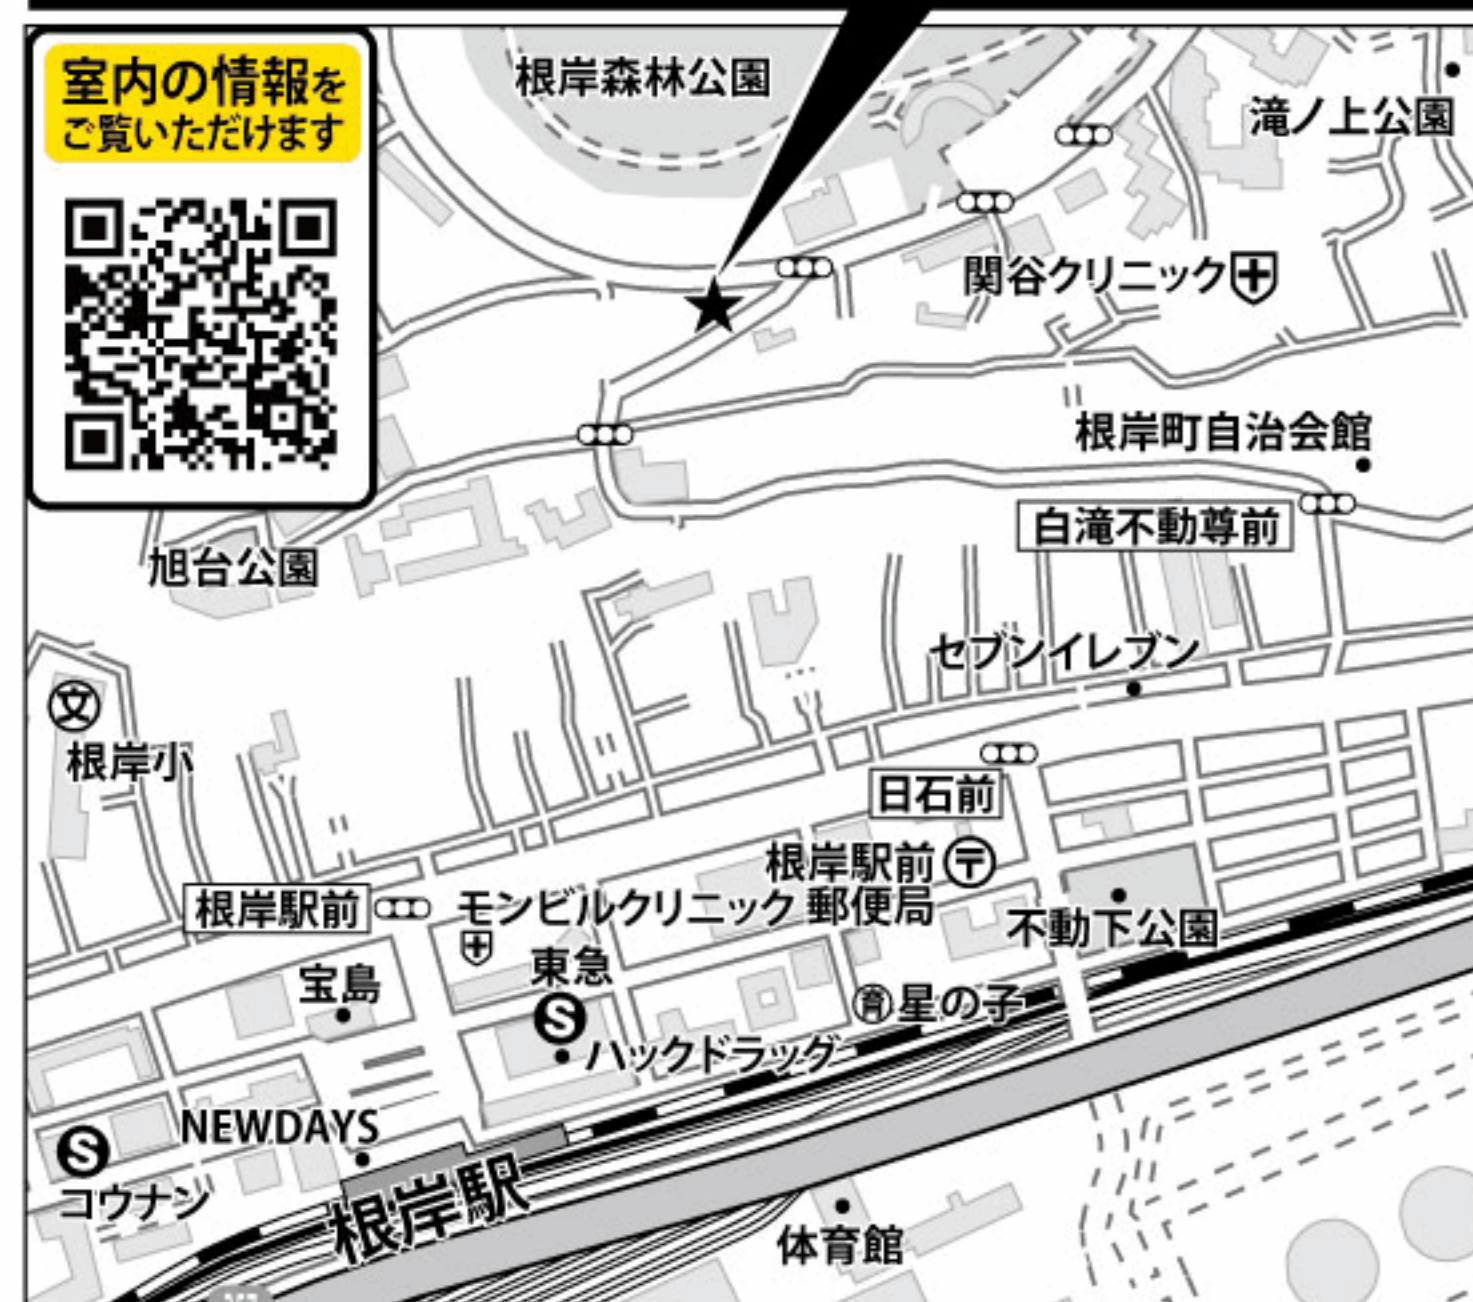 室内の情報を
ご覧いただけます
根岸森林公園
滝ノ上公園
関谷クリニック
根岸町自治会館
白滝不動尊前
旭台公園
セブンイレブン
文
根岸小
日石前
根岸駅前
郵便局
根岸駅前
モンビルクリニック
不動下公園
東急
S
宝島
育 星の子
ハックドラッグ
NEWDAYS
S
コウナン
根岸駅
体育館